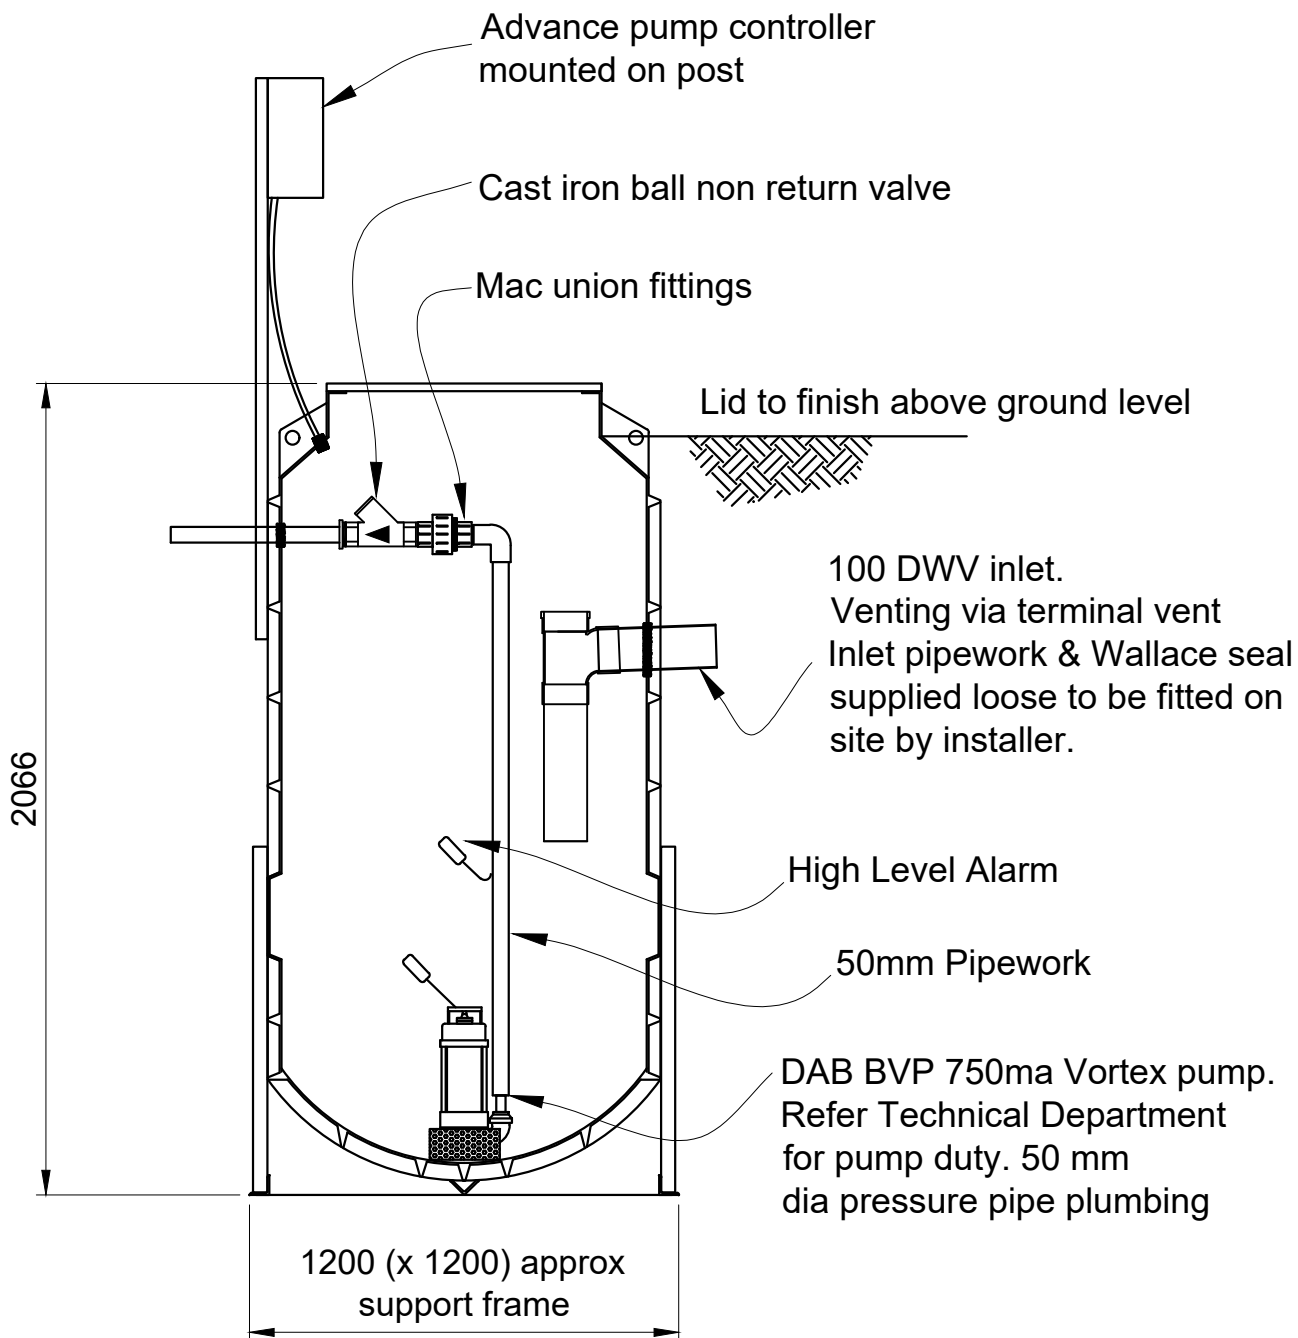 Advance pump controller
mounted on post
Cast iron ball non return valve
Mac union fittings
Lid to finish above ground level
100 DWV inlet.
Venting via terminal vent
Inlet pipework & Wallace seal
supplied loose to be fitted on
site by installer.
2066
High Level Alarm
50mm Pipework
DAB BVP 750ma Vortex pump.
Refer Technical Department
for pump duty. 50 mm
dia pressure pipe plumbing
1200 (x 1200) approx
support frame